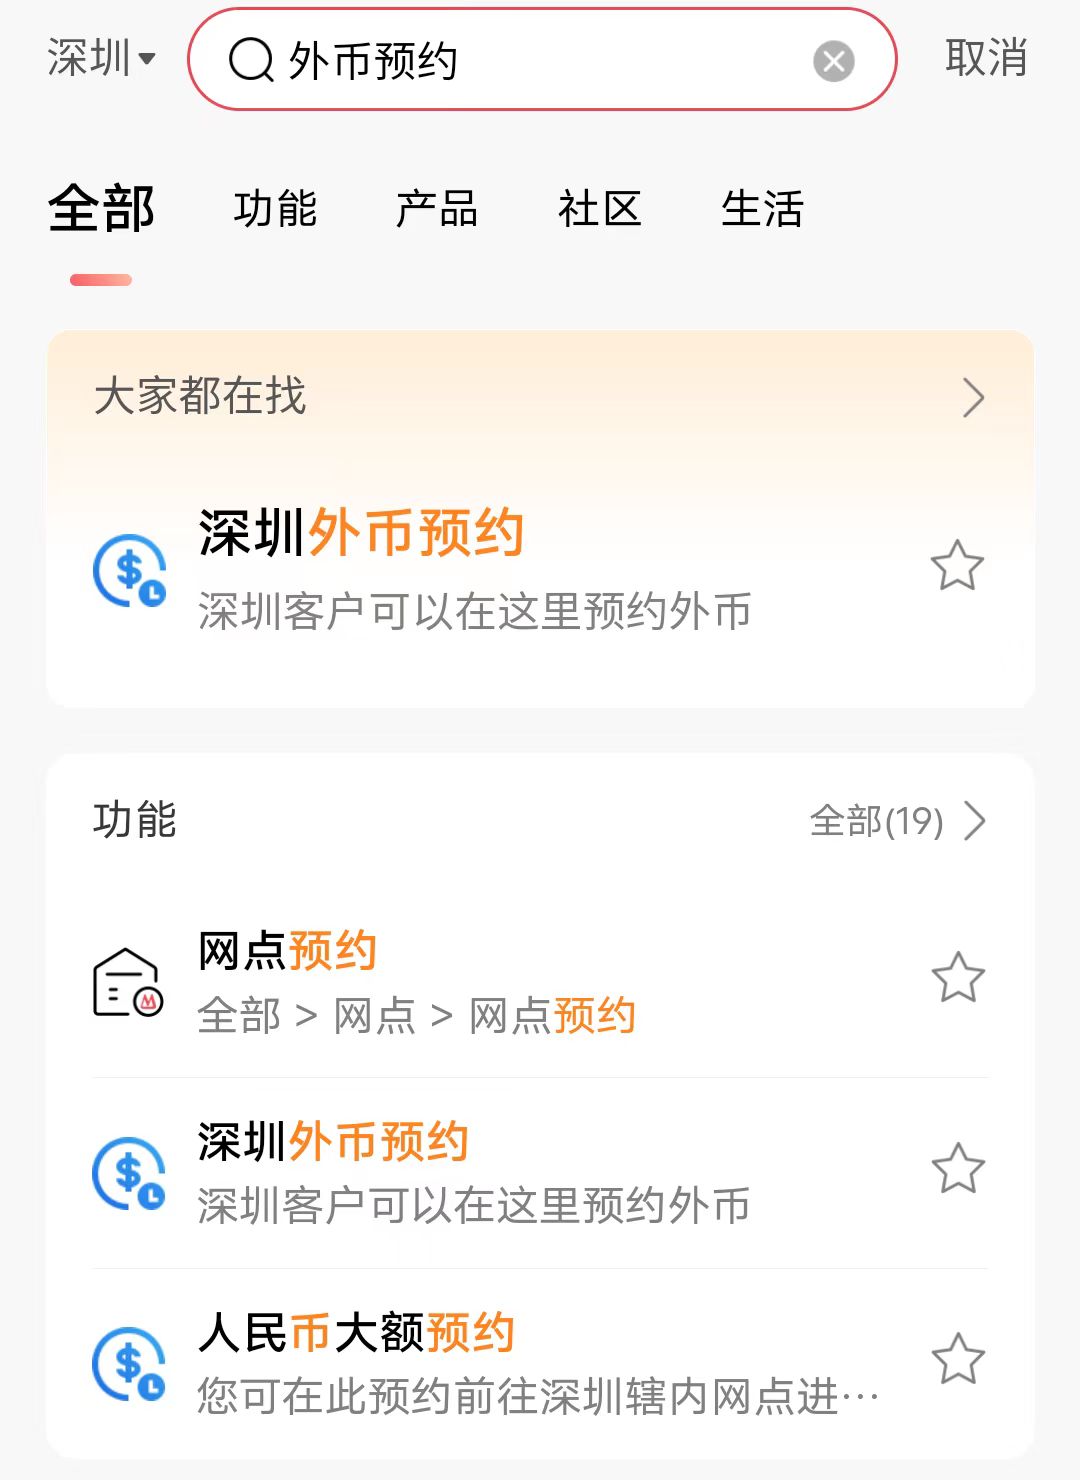 深圳 外币预约 取消
全部 功能 产品 社区 生活
大家都在找
深圳外币预约
深圳客户可以在这里预约外币
功能 全部(19)
网点预约
全部 > 网点 > 网点预约
深圳外币预约
深圳客户可以在这里预约外币
人民币大额预约
您可在此预约前往深圳辖内网点进…